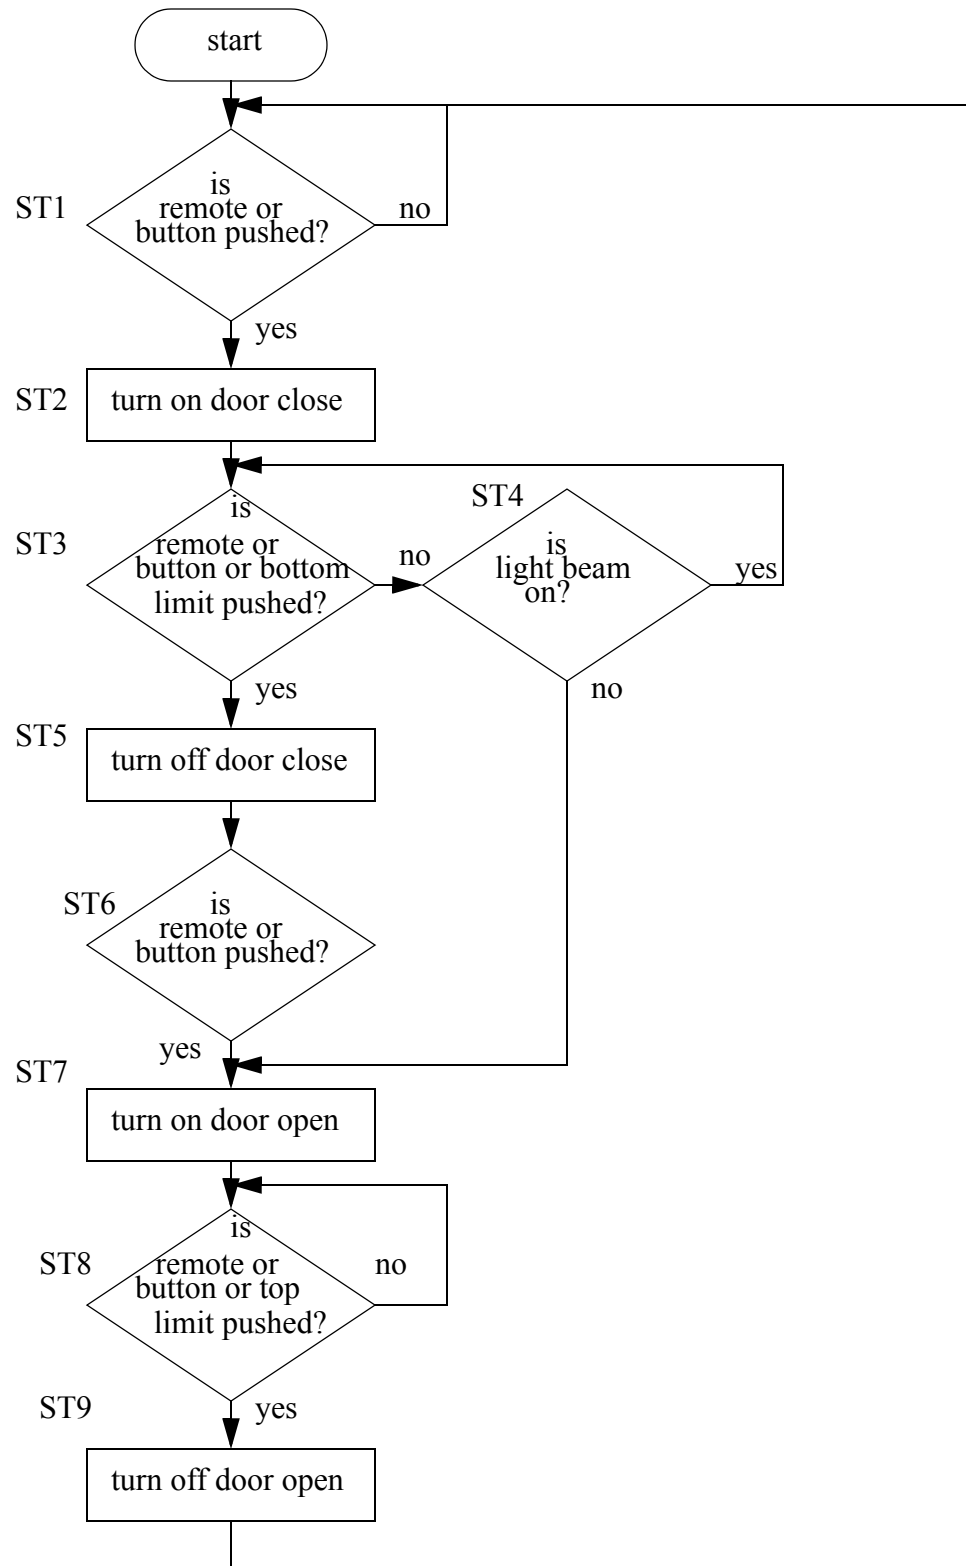 start
ST1
is
remote or
button pushed?
no
yes
ST2
turn on door close
ST3
is
remote or
button or bottom
limit pushed?
no
ST4
is
light beam
on?
yes
no
yes
ST5
turn off door close
ST6
is
remote or
button pushed?
yes
ST7
turn on door open
ST8
is
remote or
button or top
limit pushed?
no
yes
ST9
turn off door open